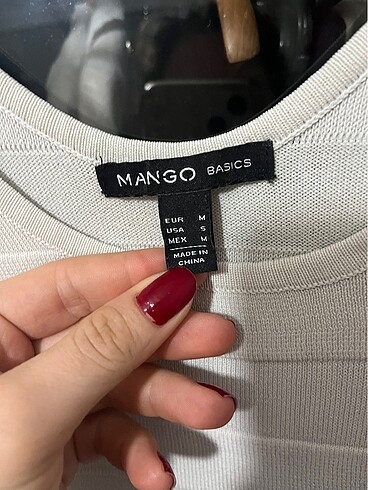 MANGO BASICS
EUR M
USA S
MEX M
MADE IN
CHINA